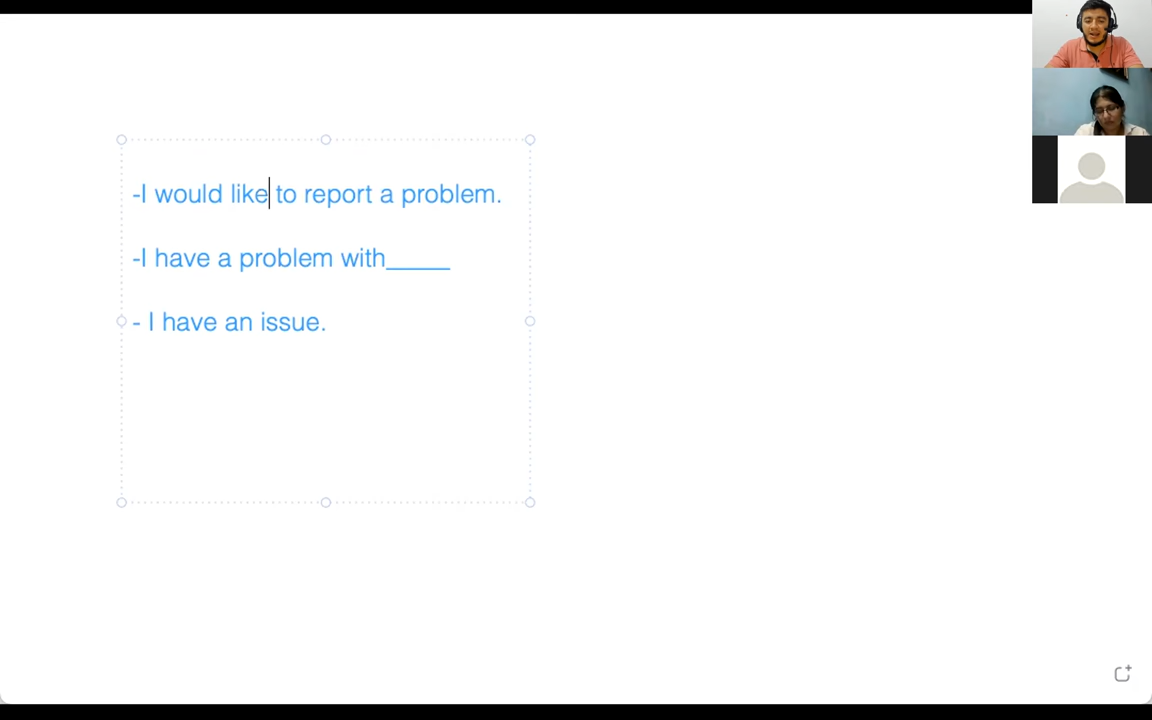 -I would like to report a problem.
-I have a problem with_____
- I have an issue.